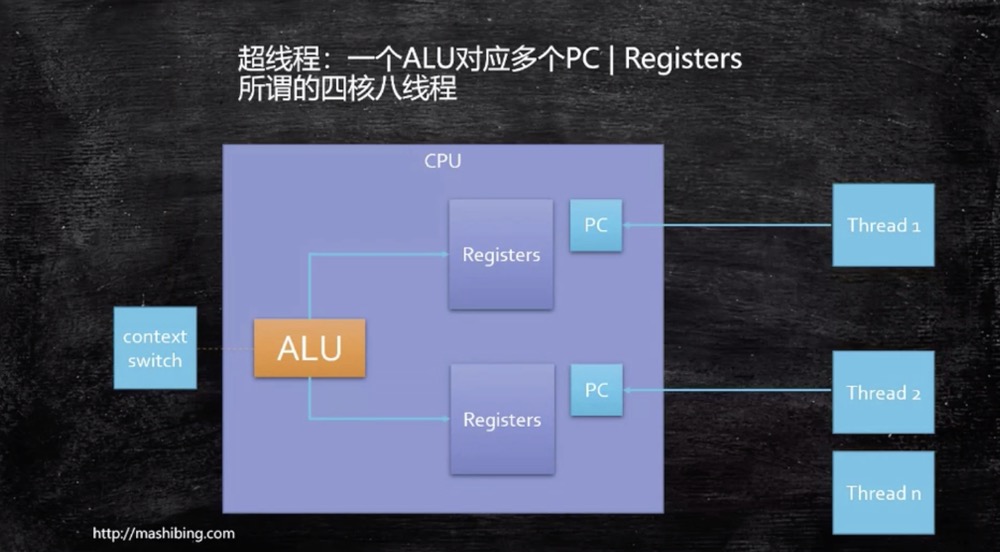 超线程：一个ALU对应多个PC | Registers
所谓的四核八线程
CPU
Registers
PC
Thread 1
context
switch
ALU
Registers
PC
Thread 2
Thread n
http://mashibing.com